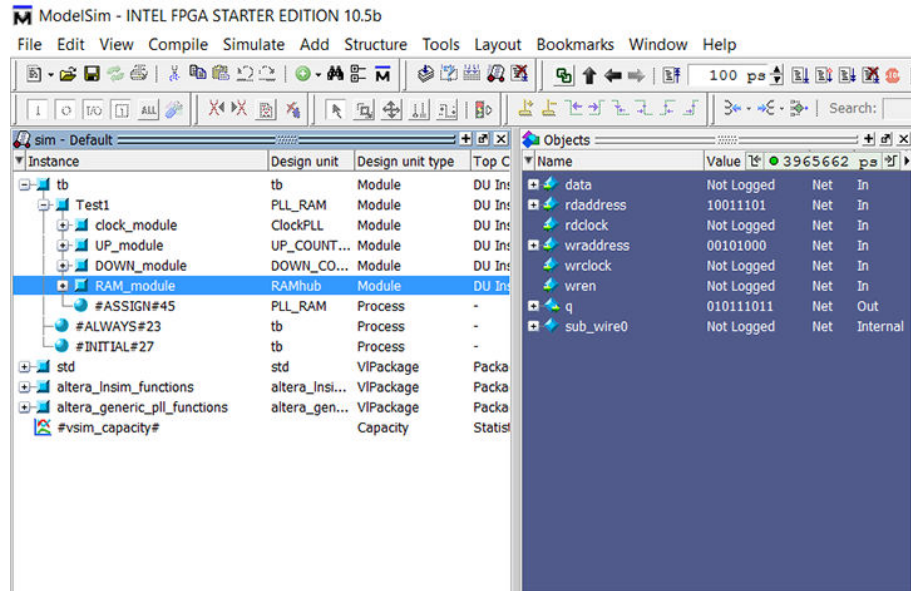 ModelSim - INTEL FPGA STARTER EDITION 10.5b
File Edit View Compile Simulate Add Structure Tools Layout Bookmarks Window Help
100 ps
ALL Search:
sim - Default Objects
Instance Design unit Design unit type Top C Name Value 3965662 ps
tb tb Module DU Ins data Not Logged Net In
Test1 PLL_RAM Module DU Ins rdaddress 10011101 Net In
clock_module ClockPLL Module DU Ins rdclock Not Logged Net In
UP_module UP_COUNT... Module DU Ins wraddress 00101000 Net In
DOWN_module DOWN_CO... Module DU Ins wrclock Not Logged Net In
RAM_module RAMhub Module DU Ins wren Not Logged Net In
#ASSIGN#45 PLL_RAM Process - q 010111011 Net Out
#ALWAYS#23 tb Process - sub_wire0 Not Logged Net Internal
#INITIAL#27 tb Process -
std std VlPackage Packa
altera_lnsim_functions altera_lnsi... VlPackage Packa
altera_generic_pll_functions altera_gen... VlPackage Packa
#vsim_capacity# Capacity Statist